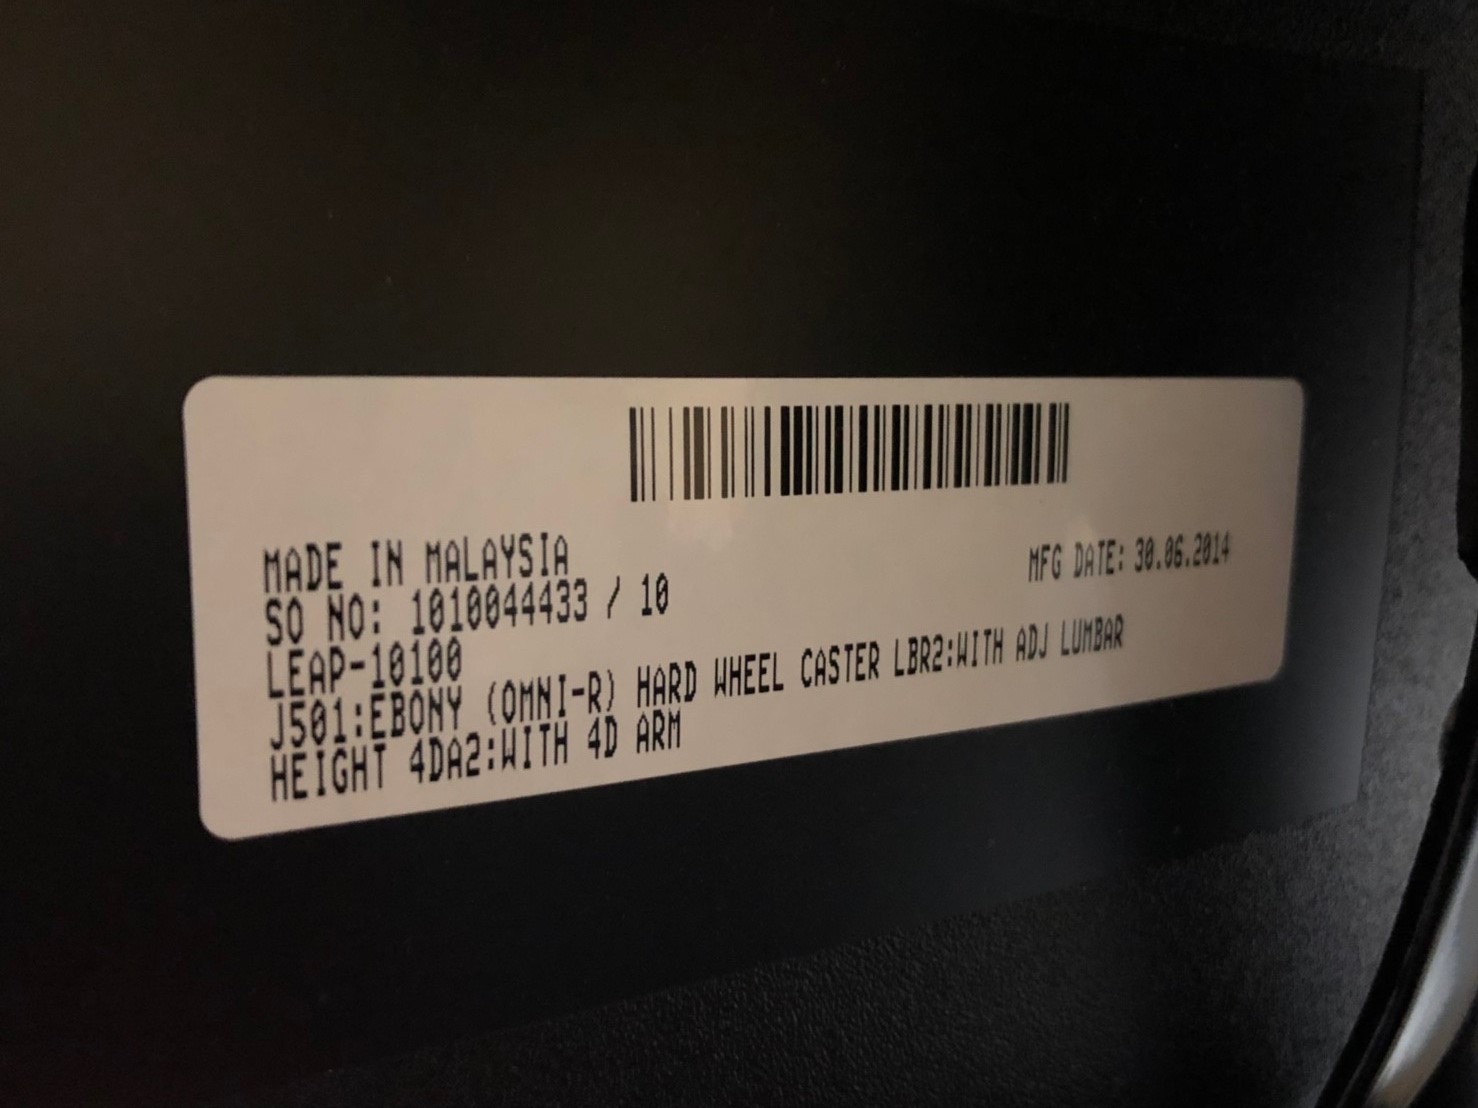 MADE IN MALAYSIA
MFG DATE: 30.06.2014
SO NO: 1010044433 / 10
LEAP-10100
J501:EBONY (OMNI-R) HARD WHEEL CASTER LBR2:WITH ADJ LUMBAR
HEIGHT 4DA2:WITH 4D ARM